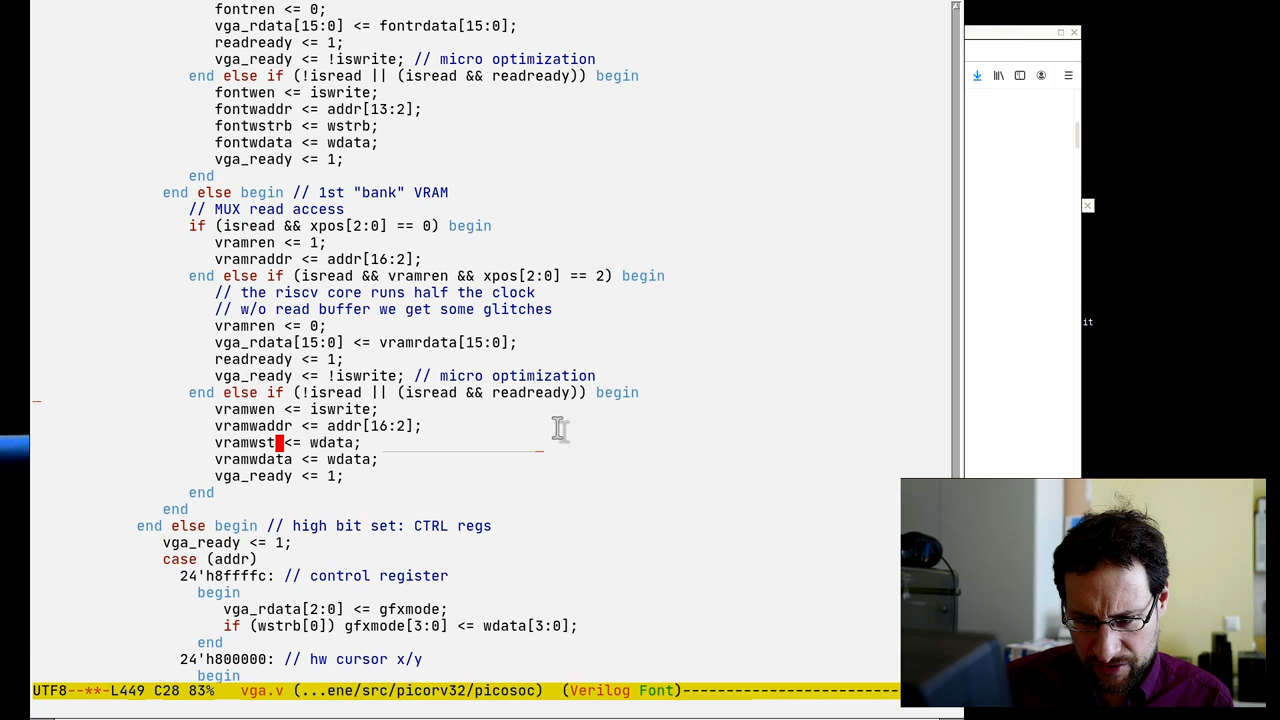 fontren <= 0;
vga_rdata[15:0] <= fontrdata[15:0];
readready <= 1;
vga_ready <= !iswrite; // micro optimization
end else if (!isread || (isread && readready)) begin
fontwen <= iswrite;
fontwaddr <= addr[13:2];
fontwstrb <= wstrb;
fontwdata <= wdata;
vga_ready <= 1;
end
end else begin // 1st "bank" VRAM
// MUX read access
if (isread && xpos[2:0] == 0) begin
vramren <= 1;
vramraddr <= addr[16:2];
end else if (isread && vramren && xpos[2:0] == 2) begin
// the riscv core runs half the clock
// w/o read buffer we get some glitches
vramren <= 0;
vga_rdata[15:0] <= vramrdata[15:0];
readready <= 1;
vga_ready <= !iswrite; // micro optimization
end else if (!isread || (isread && readready)) begin
vramwen <= iswrite;
vramwaddr <= addr[16:2];
vramwst <= wdata;
vramwdata <= wdata;
vga_ready <= 1;
end
end
end else begin // high bit set: CTRL regs
vga_ready <= 1;
case (addr)
24'h8ffffc: // control register
begin
vga_rdata[2:0] <= gfxmode;
if (wstrb[0]) gfxmode[3:0] <= wdata[3:0];
end
24'h800000: // hw cursor x/y
begin
UTF8--**-L449 C28 83% vga.v (...ene/src/picorv32/picosoc) (Verilog Font)-------------------------
it